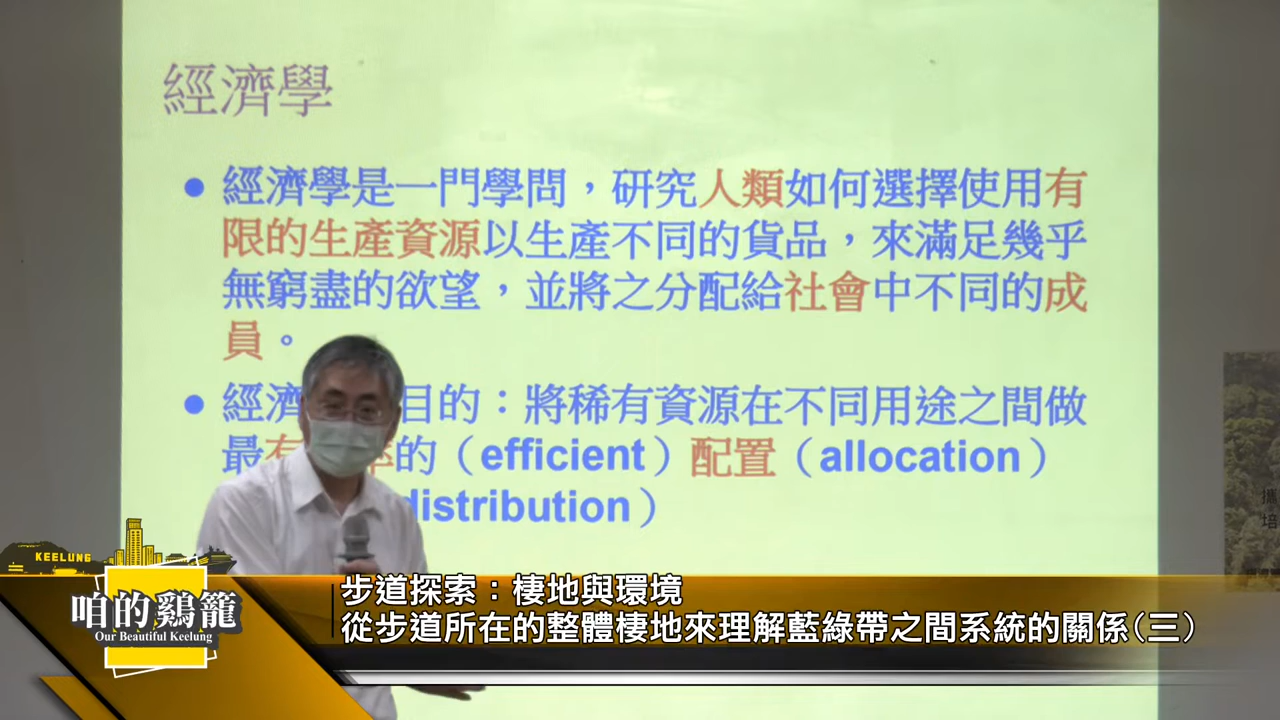 經濟學
●經濟學是一門學問，研究人類如何選擇使用有
限的生產資源以生產不同的貨品，來滿足幾乎
無窮盡的欲望，並將之分配給社會中不同的成
員。
●經濟 目的：將稀有資源在不同用途之間做
最有 率的（efficient）配置（allocation）
distribution）
KEELUNG
咱的鷄籠
Our Beautiful Keelung
步道探索：棲地與環境
從步道所在的整體棲地來理解藍綠帶之間系統的關係(三)